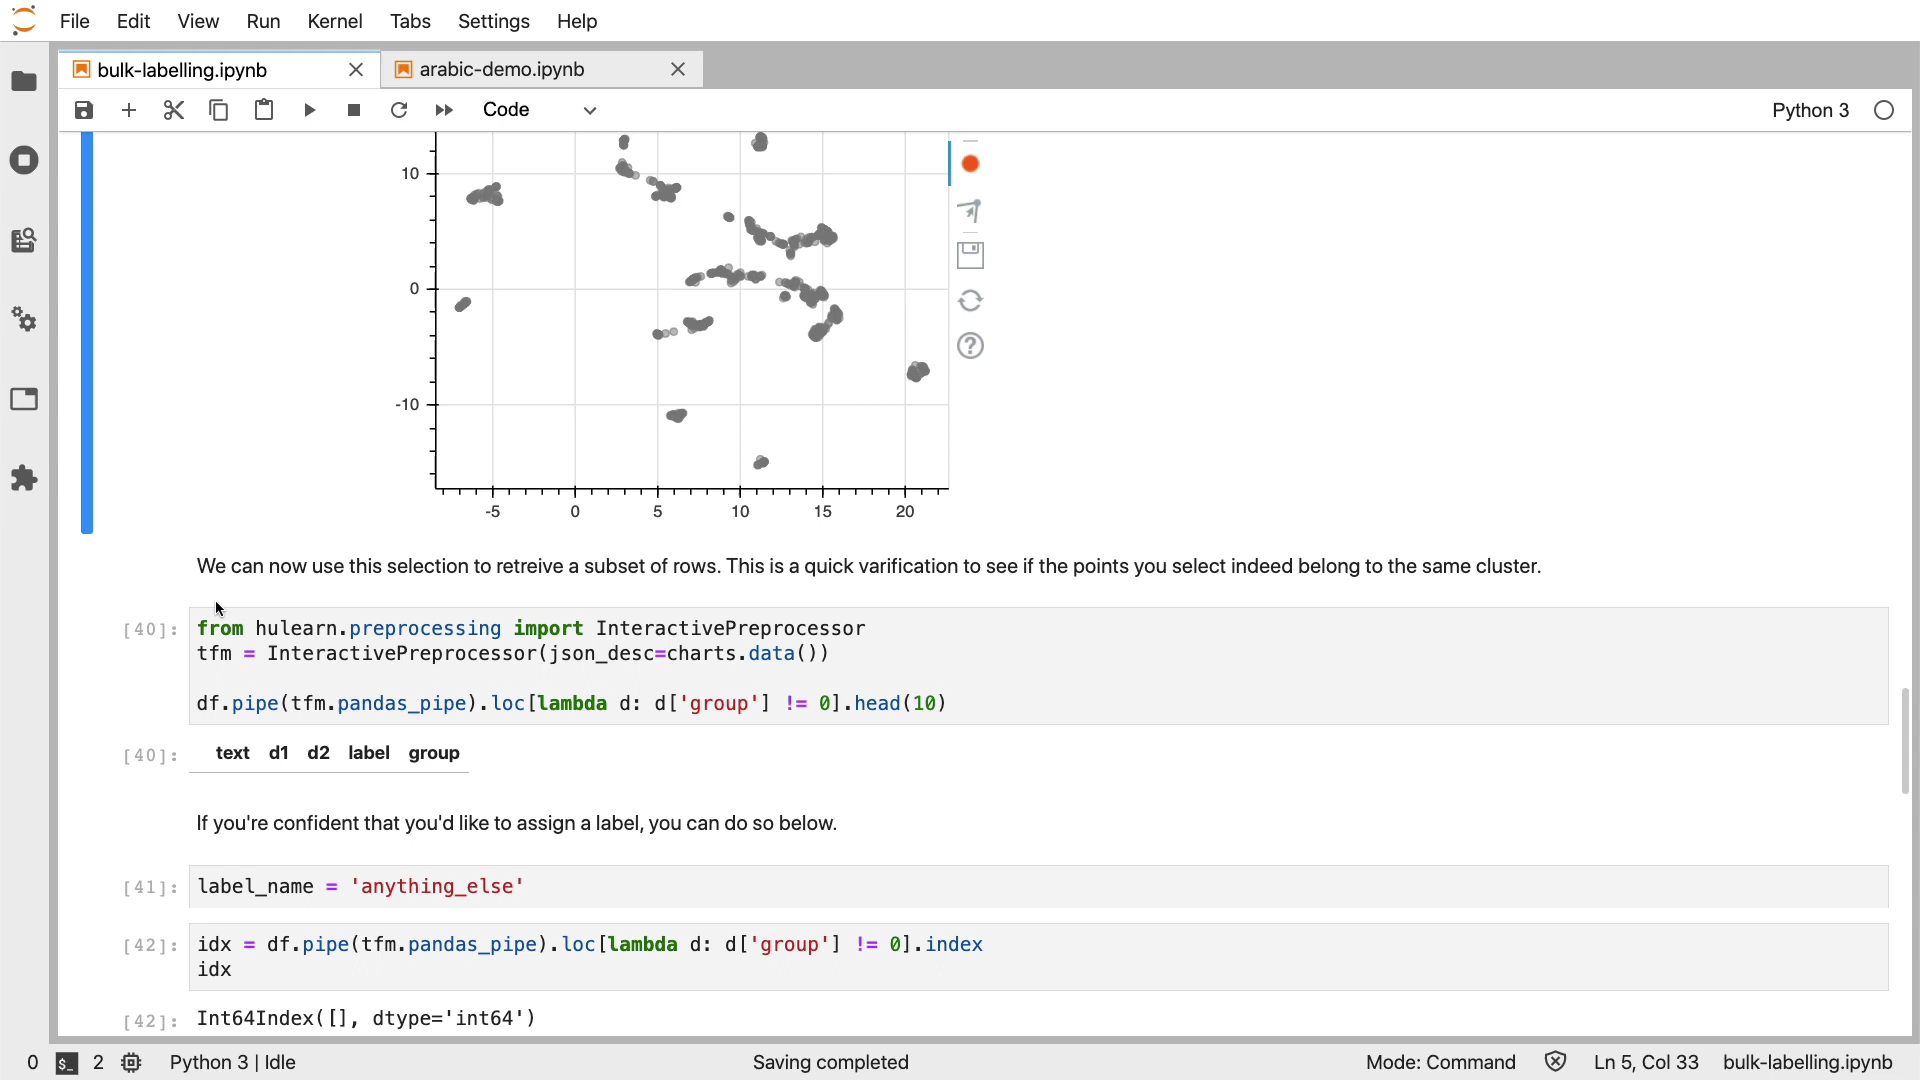 File Edit View Run Kernel Tabs Settings Help
bulk-labelling.ipynb
arabic-demo.ipynb
Code
Python 3
10
0
-10
-5 0 5 10 15 20
We can now use this selection to retreive a subset of rows. This is a quick varification to see if the points you select indeed belong to the same cluster.
[40]: from hulearn.preprocessing import InteractivePreprocessor
tfm = InteractivePreprocessor(json_desc=charts.data())
df.pipe(tfm.pandas_pipe).loc[lambda d: d['group'] != 0].head(10)
[40]: text d1 d2 label group
If you're confident that you'd like to assign a label, you can do so below.
[41]: label_name = 'anything_else'
[42]: idx = df.pipe(tfm.pandas_pipe).loc[lambda d: d['group'] != 0].index
idx
[42]: Int64Index([], dtype='int64')
0 $_ 2 Python 3 | Idle Saving completed Mode: Command Ln 5, Col 33 bulk-labelling.ipynb